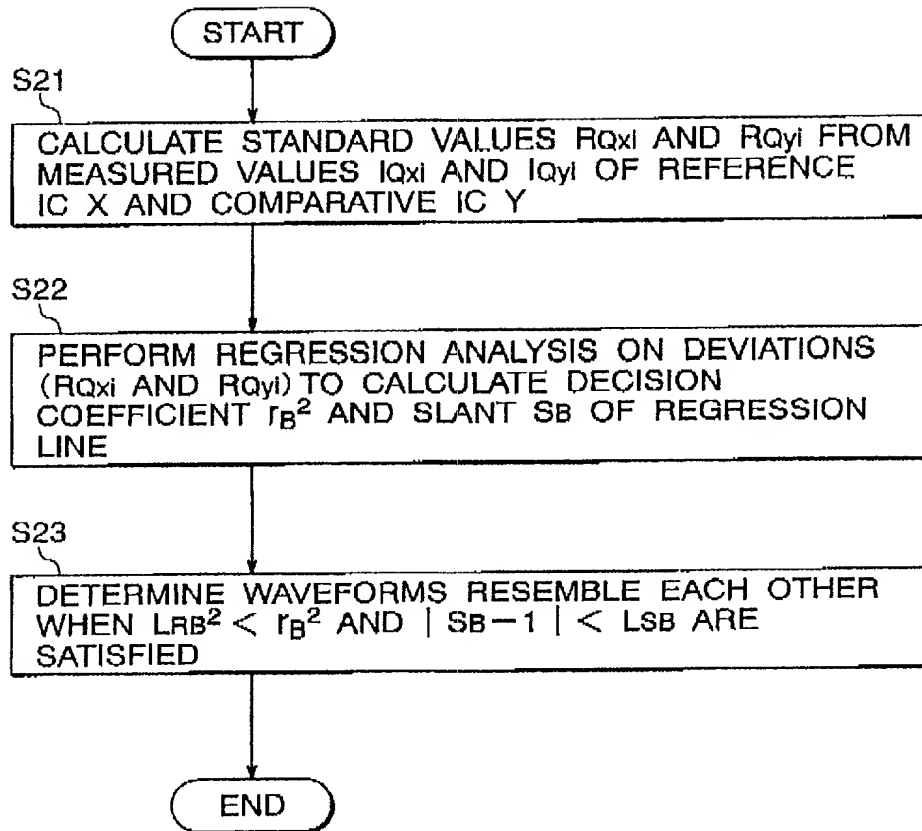 START
S21
CALCULATE STANDARD VALUES RQxi AND RQyi FROM
MEASURED VALUES IQxi AND IQyi OF REFERENCE
IC X AND COMPARATIVE IC Y
S22
PERFORM REGRESSION ANALYSIS ON DEVIATIONS
(RQxi AND RQyi) TO CALCULATE DECISION
COEFFICIENT rB² AND SLANT SB OF REGRESSION
LINE
S23
DETERMINE WAVEFORMS RESEMBLE EACH OTHER
WHEN LRB² < rB² AND | SB−1 | < LSB ARE
SATISFIED
END